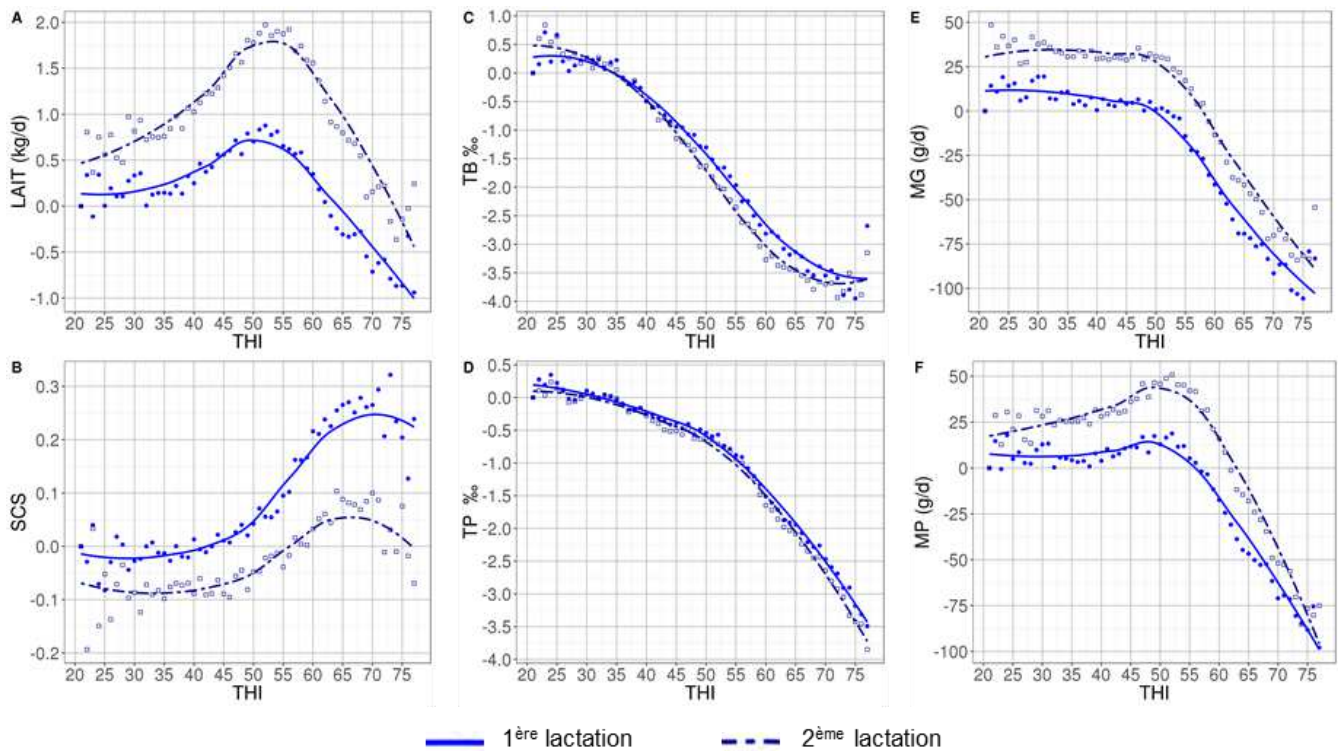 A
LAIT (kg/d)
2.0
1.5
1.0
0.5
0.0
-0.5
-1.0
20 25 30 35 40 45 50 55 60 65 70 75
THI
C
TB ‰
1.0
0.5
0.0
-0.5
-1.0
-1.5
-2.0
-2.5
-3.0
-3.5
-4.0
20 25 30 35 40 45 50 55 60 65 70 75
THI
E
MG (g/d)
50
25
0
-25
-50
-75
-100
20 25 30 35 40 45 50 55 60 65 70 75
THI
B
SCS
0.3
0.2
0.1
0.0
-0.1
-0.2
20 25 30 35 40 45 50 55 60 65 70 75
THI
D
TP ‰
0.5
0.0
-0.5
-1.0
-1.5
-2.0
-2.5
-3.0
-3.5
-4.0
20 25 30 35 40 45 50 55 60 65 70 75
THI
F
MP (g/d)
50
25
0
-25
-50
-75
-100
20 25 30 35 40 45 50 55 60 65 70 75
THI
1ère lactation 2ème lactation